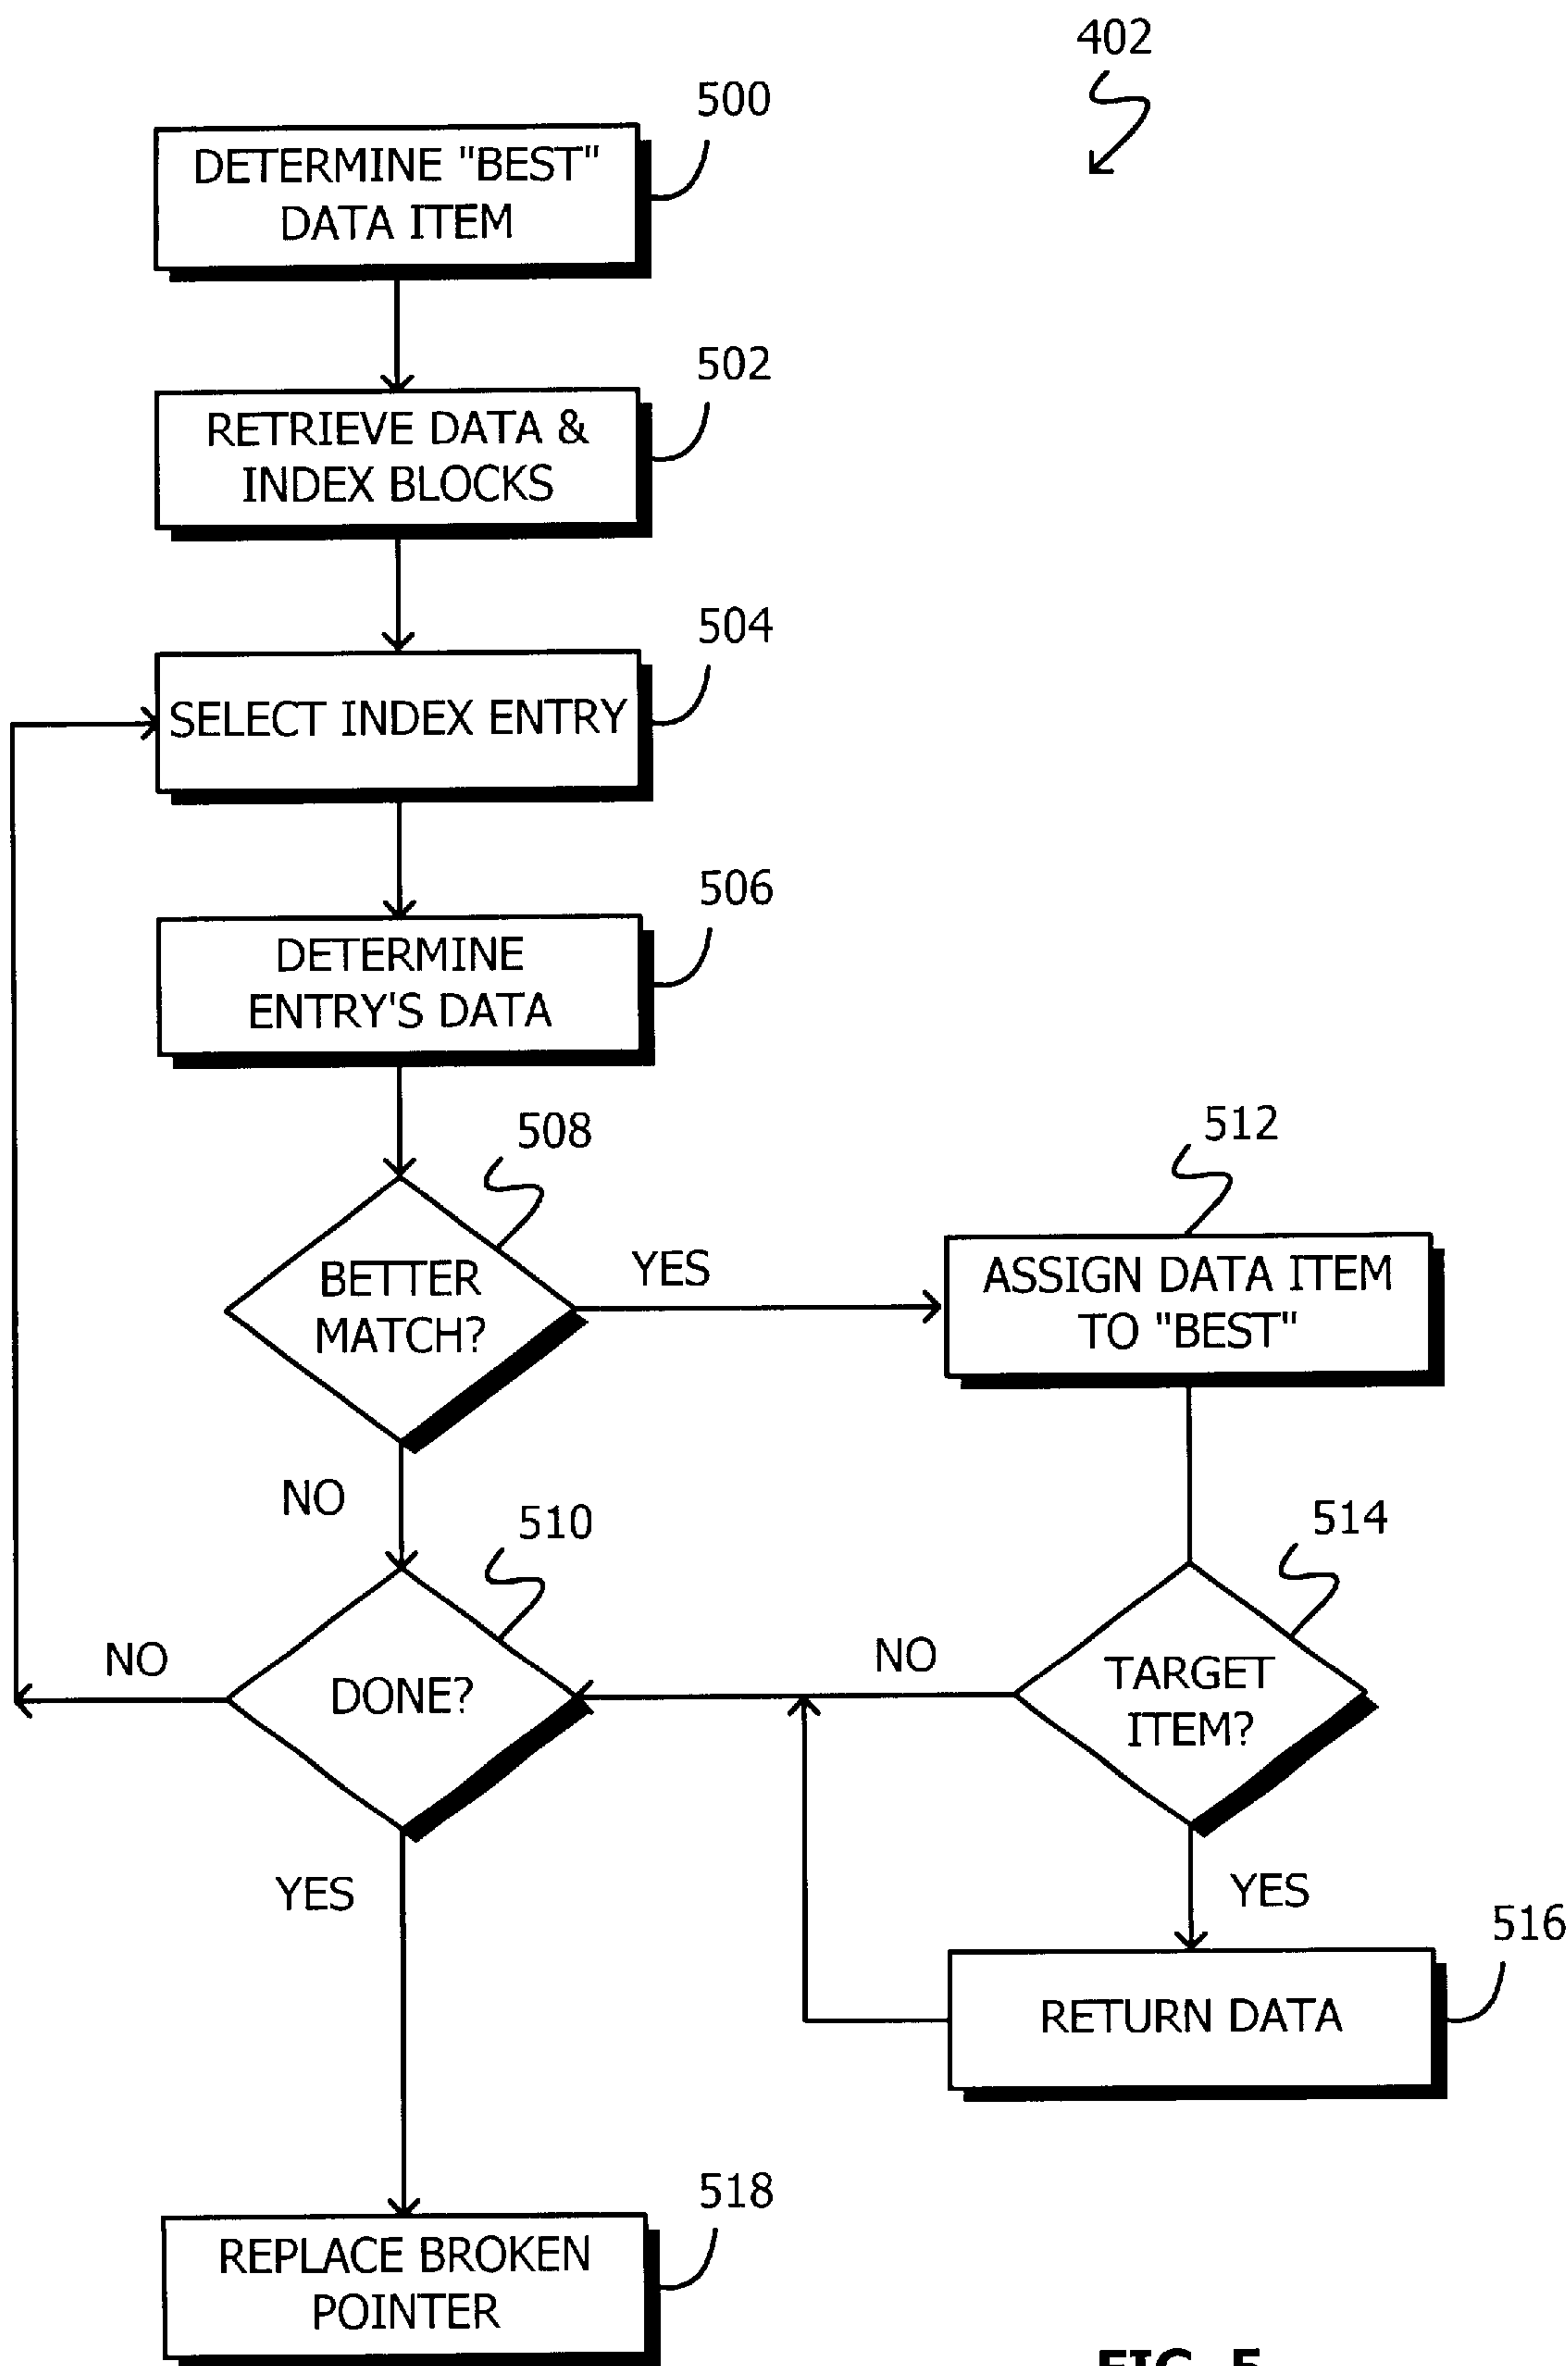 402
500
DETERMINE "BEST"
DATA ITEM
502
RETRIEVE DATA &
INDEX BLOCKS
504
SELECT INDEX ENTRY
506
DETERMINE
ENTRY'S DATA
508
BETTER
MATCH?
YES
512
ASSIGN DATA ITEM
TO "BEST"
NO
510
DONE?
NO
NO
514
TARGET
ITEM?
YES
YES
516
RETURN DATA
518
REPLACE BROKEN
POINTER
FIG. 5